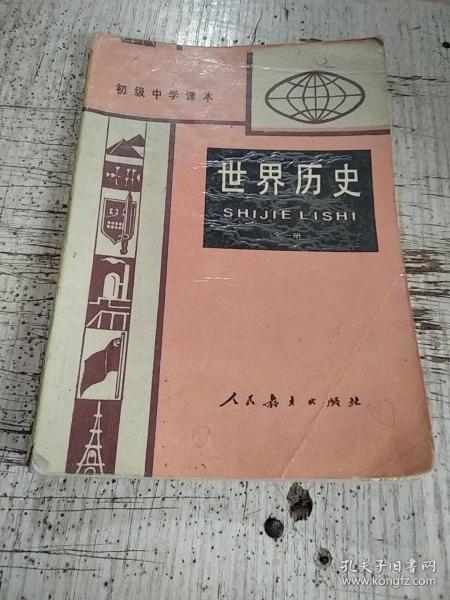 初级中学课本
世界历史
SHIJIE LISHI
册
人民教育出版社
孔夫子旧书网
www.kongfz.com